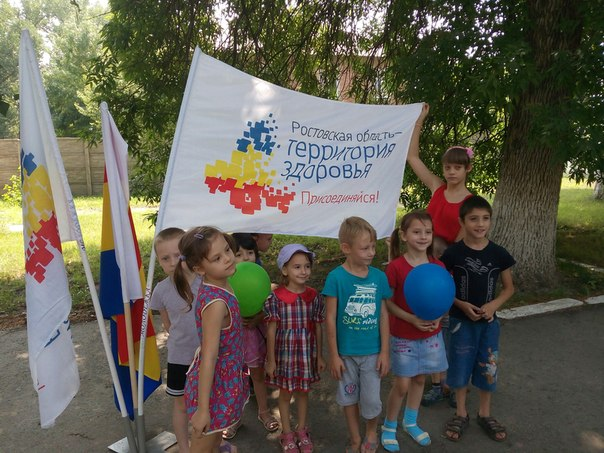 Ростовская область–
территория
здоровья
Присоединяйся!